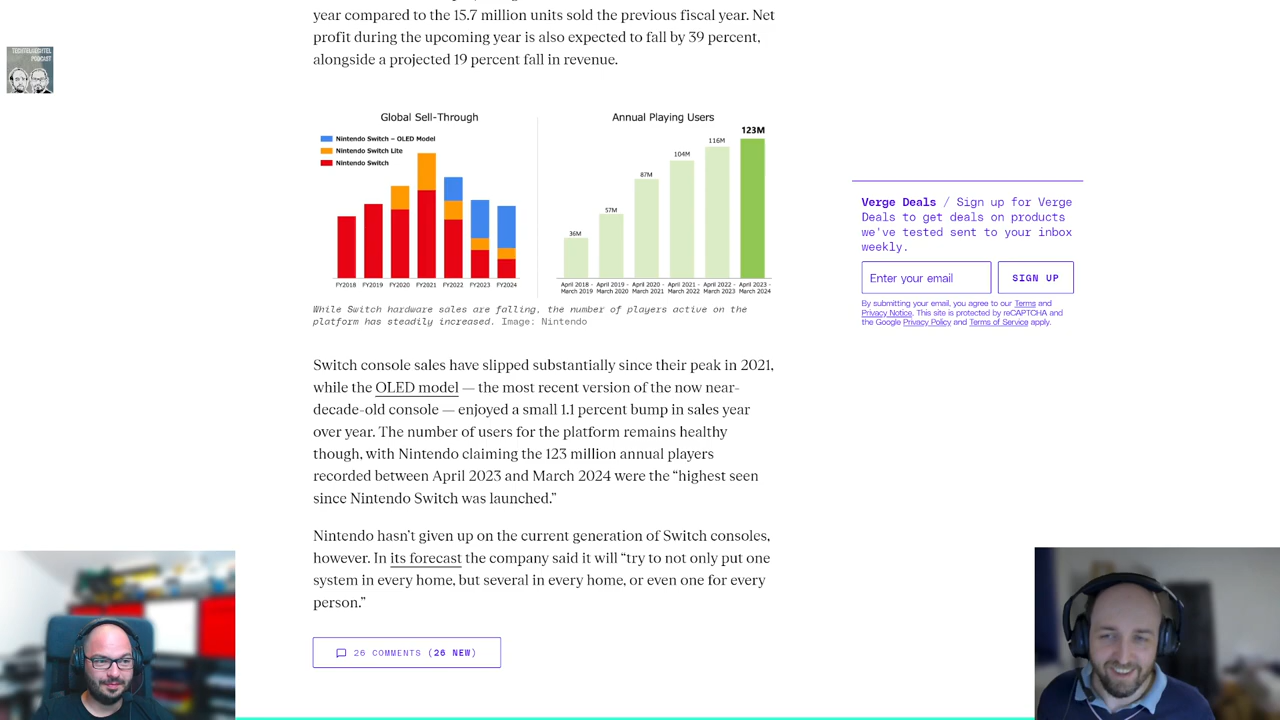 year compared to the 15.7 million units sold the previous fiscal year. Net
profit during the upcoming year is also expected to fall by 39 percent,
alongside a projected 19 percent fall in revenue.
TECHTELMECHTEL
PODCAST
Global Sell-Through
Nintendo Switch – OLED Model
Nintendo Switch Lite
Nintendo Switch
FY2018 FY2019 FY2020 FY2021 FY2022 FY2023 FY2024
Annual Playing Users
36M 57M 87M 104M 116M 123M
April 2018 - April 2019 - April 2020 - April 2021 - April 2022 - April 2023 -
March 2019 March 2020 March 2021 March 2022 March 2023 March 2024
While Switch hardware sales are falling, the number of players active on the
platform has steadily increased. Image: Nintendo
Switch console sales have slipped substantially since their peak in 2021,
while the OLED model — the most recent version of the now near-
decade-old console — enjoyed a small 1.1 percent bump in sales year
over year. The number of users for the platform remains healthy
though, with Nintendo claiming the 123 million annual players
recorded between April 2023 and March 2024 were the “highest seen
since Nintendo Switch was launched.”
Nintendo hasn’t given up on the current generation of Switch consoles,
however. In its forecast the company said it will “try to not only put one
system in every home, but several in every home, or even one for every
person.”
26 COMMENTS (26 NEW)
Verge Deals / Sign up for Verge
Deals to get deals on products
we've tested sent to your inbox
weekly.
Enter your email
SIGN UP
By submitting your email, you agree to our Terms and
Privacy Notice. This site is protected by reCAPTCHA and
the Google Privacy Policy and Terms of Service apply.